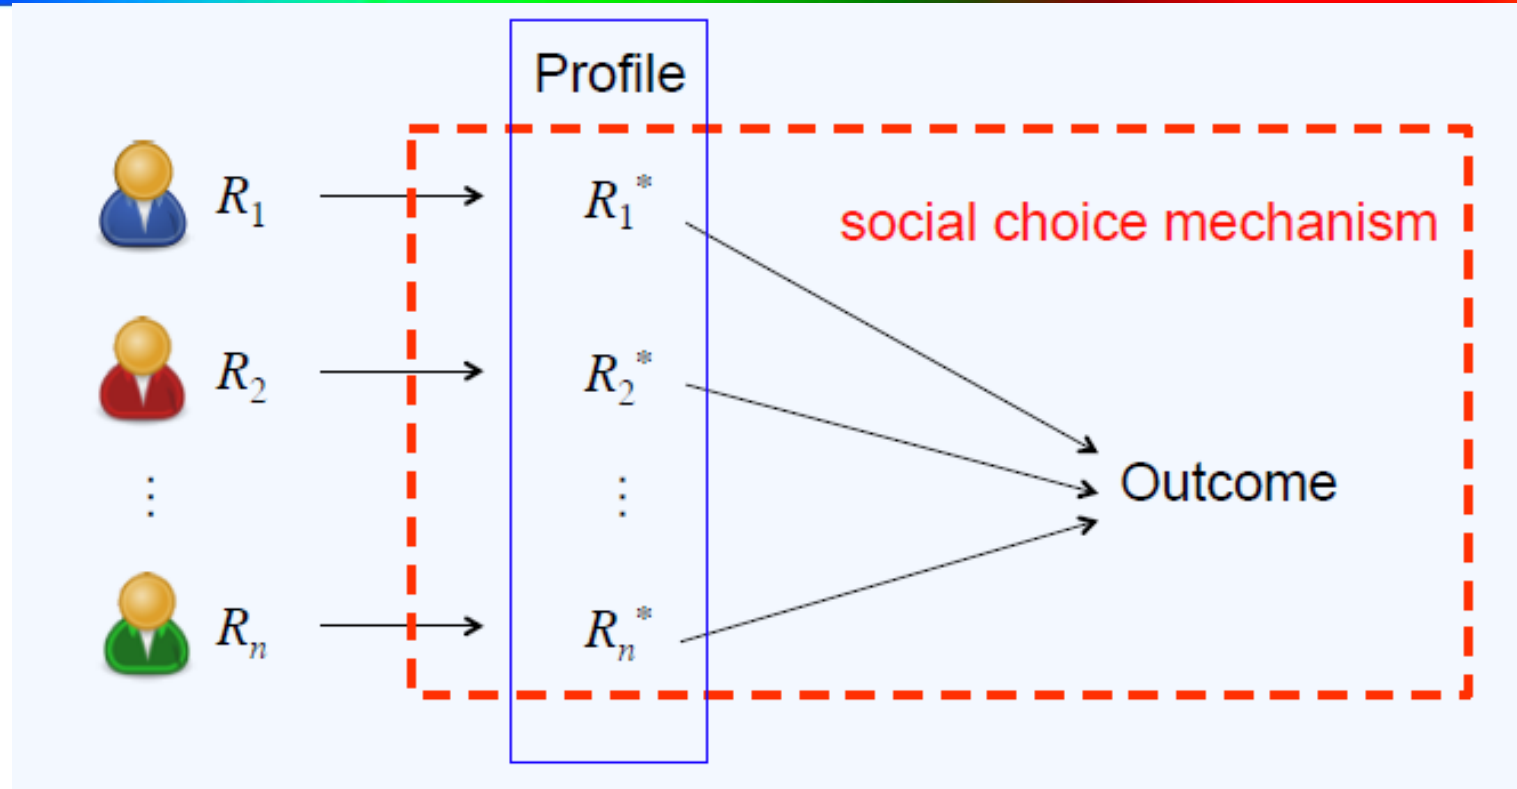 Profile
R₁ R₁*
social choice mechanism
R₂ R₂*
Outcome
⋮ ⋮
Rₙ Rₙ*